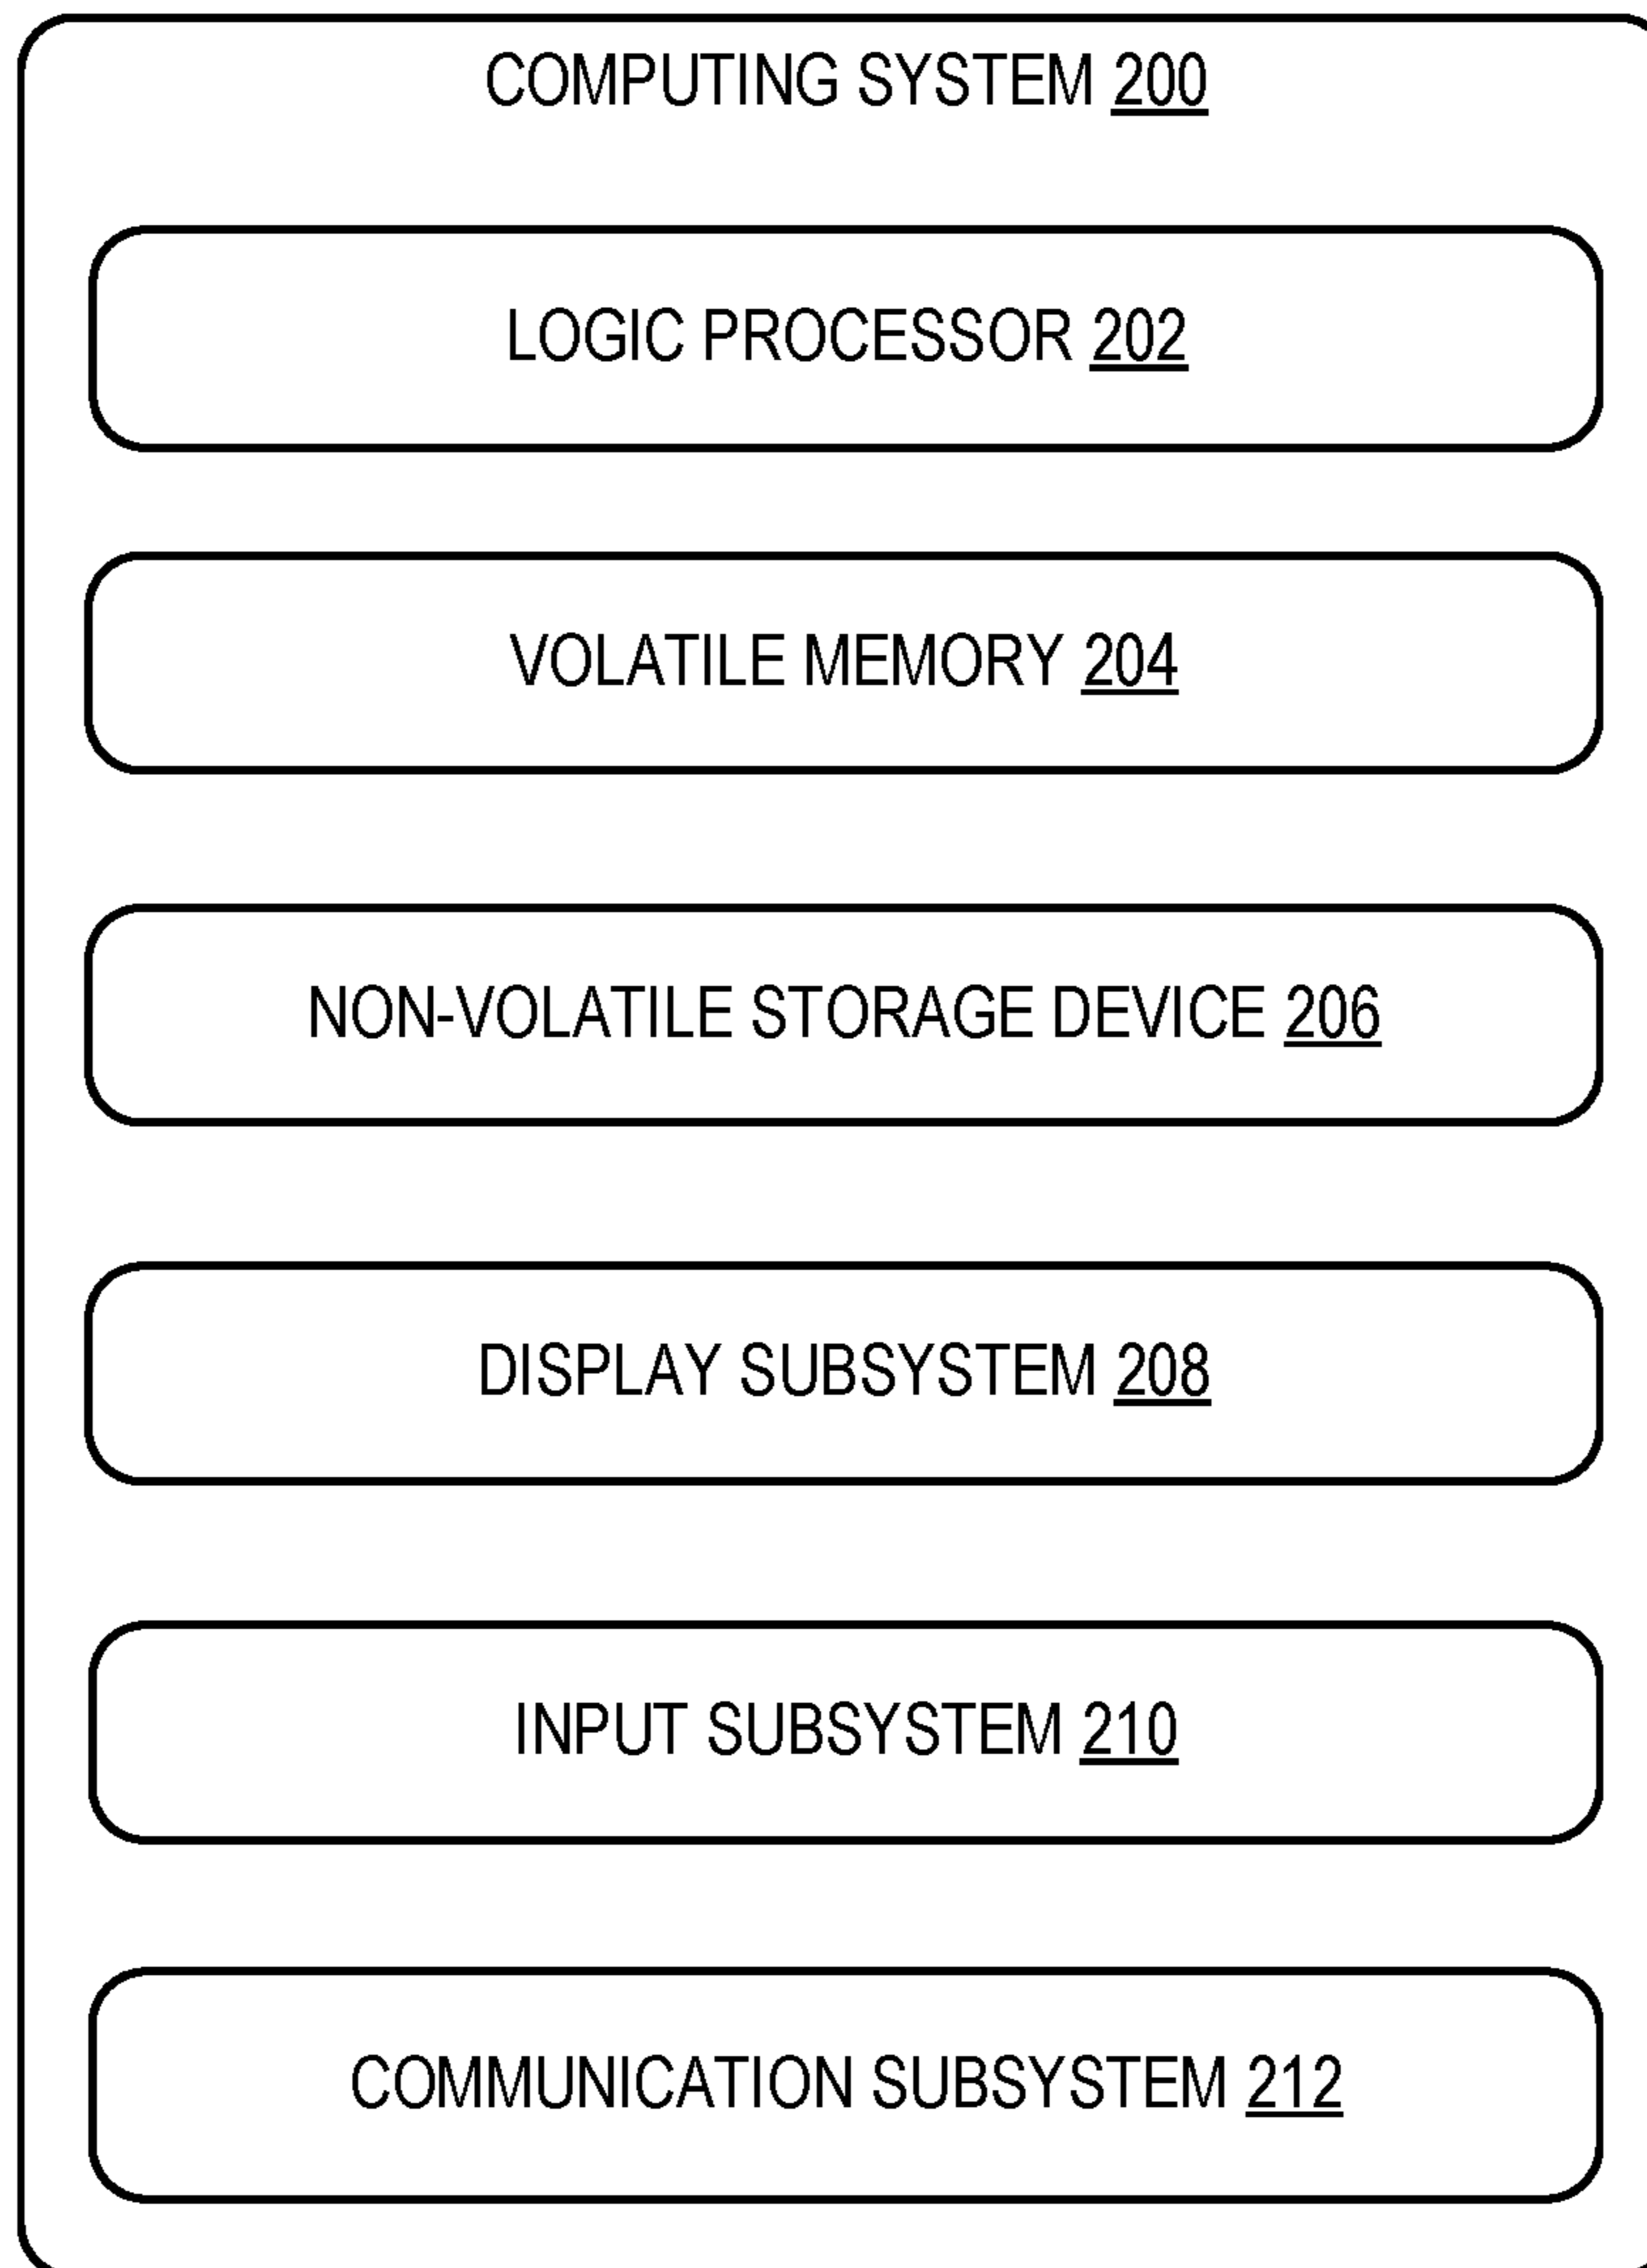 COMPUTING SYSTEM 200
LOGIC PROCESSOR 202
VOLATILE MEMORY 204
NON-VOLATILE STORAGE DEVICE 206
DISPLAY SUBSYSTEM 208
INPUT SUBSYSTEM 210
COMMUNICATION SUBSYSTEM 212